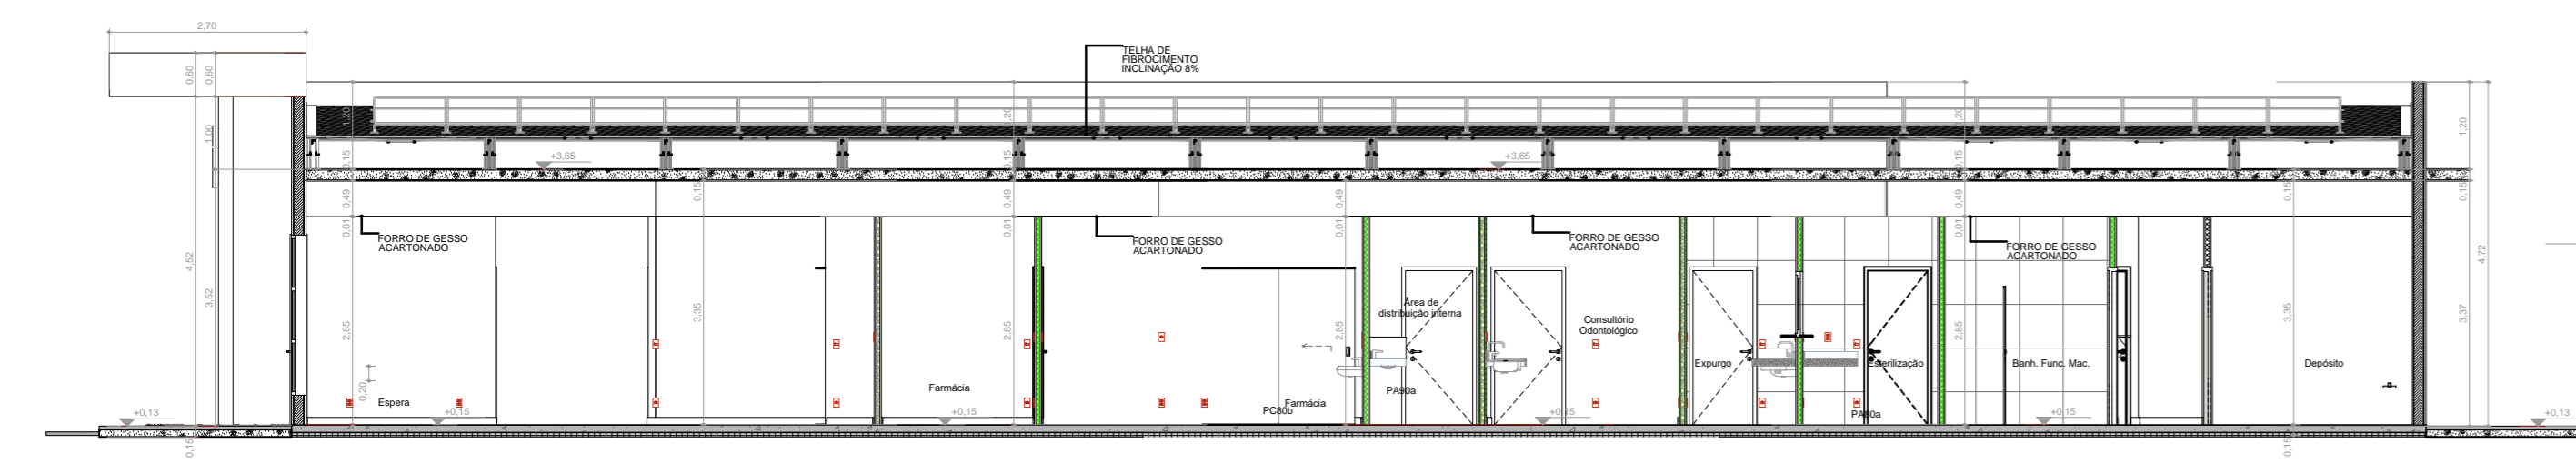 2,70
TELHA DE
FIBROCIMENTO
INCLINAÇÃO 8%
0,60
0,60
1,20
1,20
1,20
1,20
1,00
0,15
0,15
0,15
+3,65
+3,65
0,15
0,15
0,15
0,49
0,49
0,49
0,49
0,01
0,01
0,01
0,01
FORRO DE GESSO
ACARTONADO
FORRO DE GESSO
ACARTONADO
FORRO DE GESSO
ACARTONADO
FORRO DE GESSO
ACARTONADO
4,52
3,52
2,85
3,35
2,85
2,85
2,85
3,35
3,37
4,72
Área de
distribuição interna
Consultório
Odontológico
Expurgo
Esterilização
Banh. Func. Mac.
Depósito
0,20
Espera
Farmácia
Farmácia
PC80b
PA90a
PA80a
+0,13
+0,15
+0,15
+0,15
+0,15
+0,13
0,15
0,15